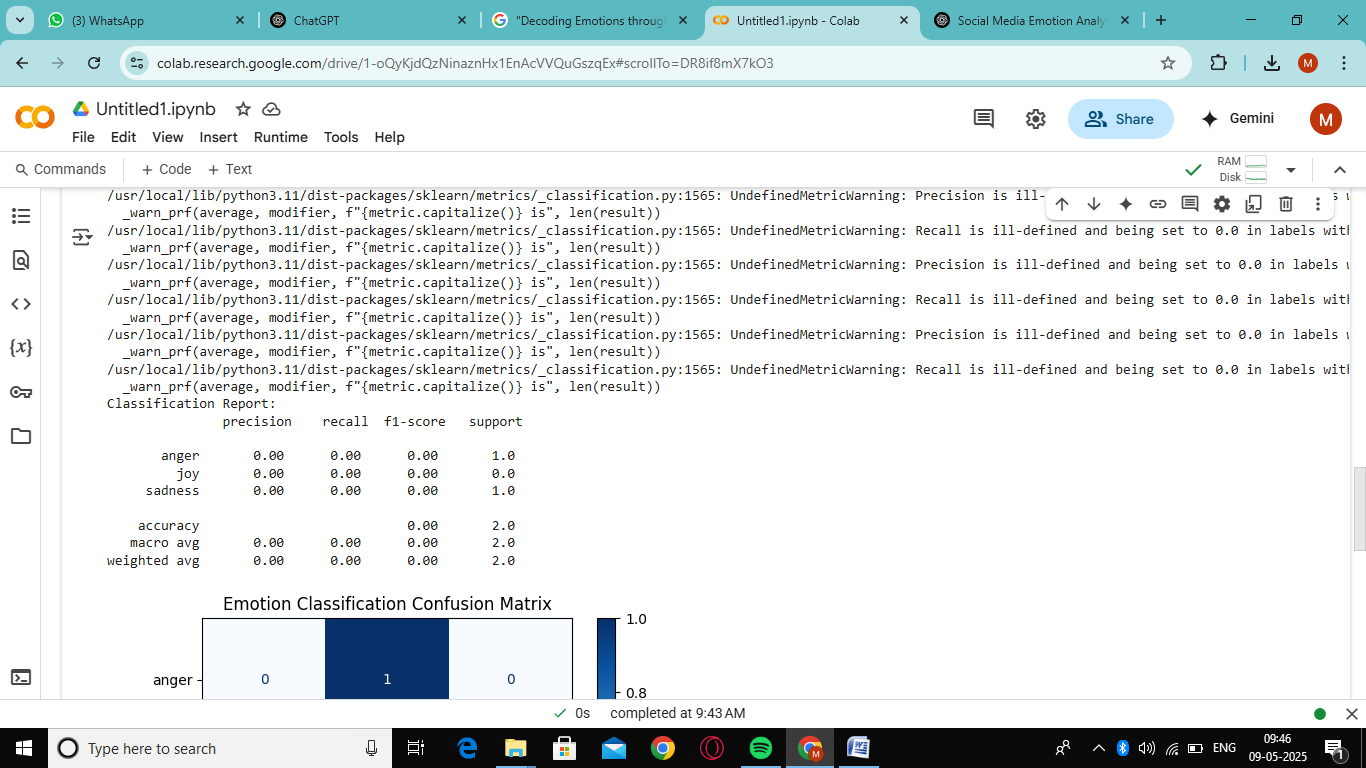 (3) WhatsApp
ChatGPT
"Decoding Emotions throug
Untitled1.ipynb - Colab
Social Media Emotion Analy
colab.research.google.com/drive/1-oQyKjdQzNinaznHx1EnAcVVQuGszqEx#scrollTo=DR8if8mX7kO3
M
Untitled1.ipynb
File Edit View Insert Runtime Tools Help
Share
Gemini
M
Commands + Code + Text
RAM
Disk
/usr/local/lib/python3.11/dist-packages/sklearn/metrics/_classification.py:1565: UndefinedMetricWarning: Precision is ill-
_warn_prf(average, modifier, f"{metric.capitalize()} is", len(result))
/usr/local/lib/python3.11/dist-packages/sklearn/metrics/_classification.py:1565: UndefinedMetricWarning: Recall is ill-defined and being set to 0.0 in labels with
_warn_prf(average, modifier, f"{metric.capitalize()} is", len(result))
/usr/local/lib/python3.11/dist-packages/sklearn/metrics/_classification.py:1565: UndefinedMetricWarning: Precision is ill-defined and being set to 0.0 in labels
_warn_prf(average, modifier, f"{metric.capitalize()} is", len(result))
/usr/local/lib/python3.11/dist-packages/sklearn/metrics/_classification.py:1565: UndefinedMetricWarning: Recall is ill-defined and being set to 0.0 in labels with
_warn_prf(average, modifier, f"{metric.capitalize()} is", len(result))
/usr/local/lib/python3.11/dist-packages/sklearn/metrics/_classification.py:1565: UndefinedMetricWarning: Precision is ill-defined and being set to 0.0 in labels
_warn_prf(average, modifier, f"{metric.capitalize()} is", len(result))
/usr/local/lib/python3.11/dist-packages/sklearn/metrics/_classification.py:1565: UndefinedMetricWarning: Recall is ill-defined and being set to 0.0 in labels with
_warn_prf(average, modifier, f"{metric.capitalize()} is", len(result))
Classification Report:
precision recall f1-score support
anger 0.00 0.00 0.00 1.0
joy 0.00 0.00 0.00 0.0
sadness 0.00 0.00 0.00 1.0
accuracy 0.00 2.0
macro avg 0.00 0.00 0.00 2.0
weighted avg 0.00 0.00 0.00 2.0
Emotion Classification Confusion Matrix
1.0
anger 0 1 0
0.8
0s completed at 9:43 AM
Type here to search
ENG
09:46
09-05-2025
1